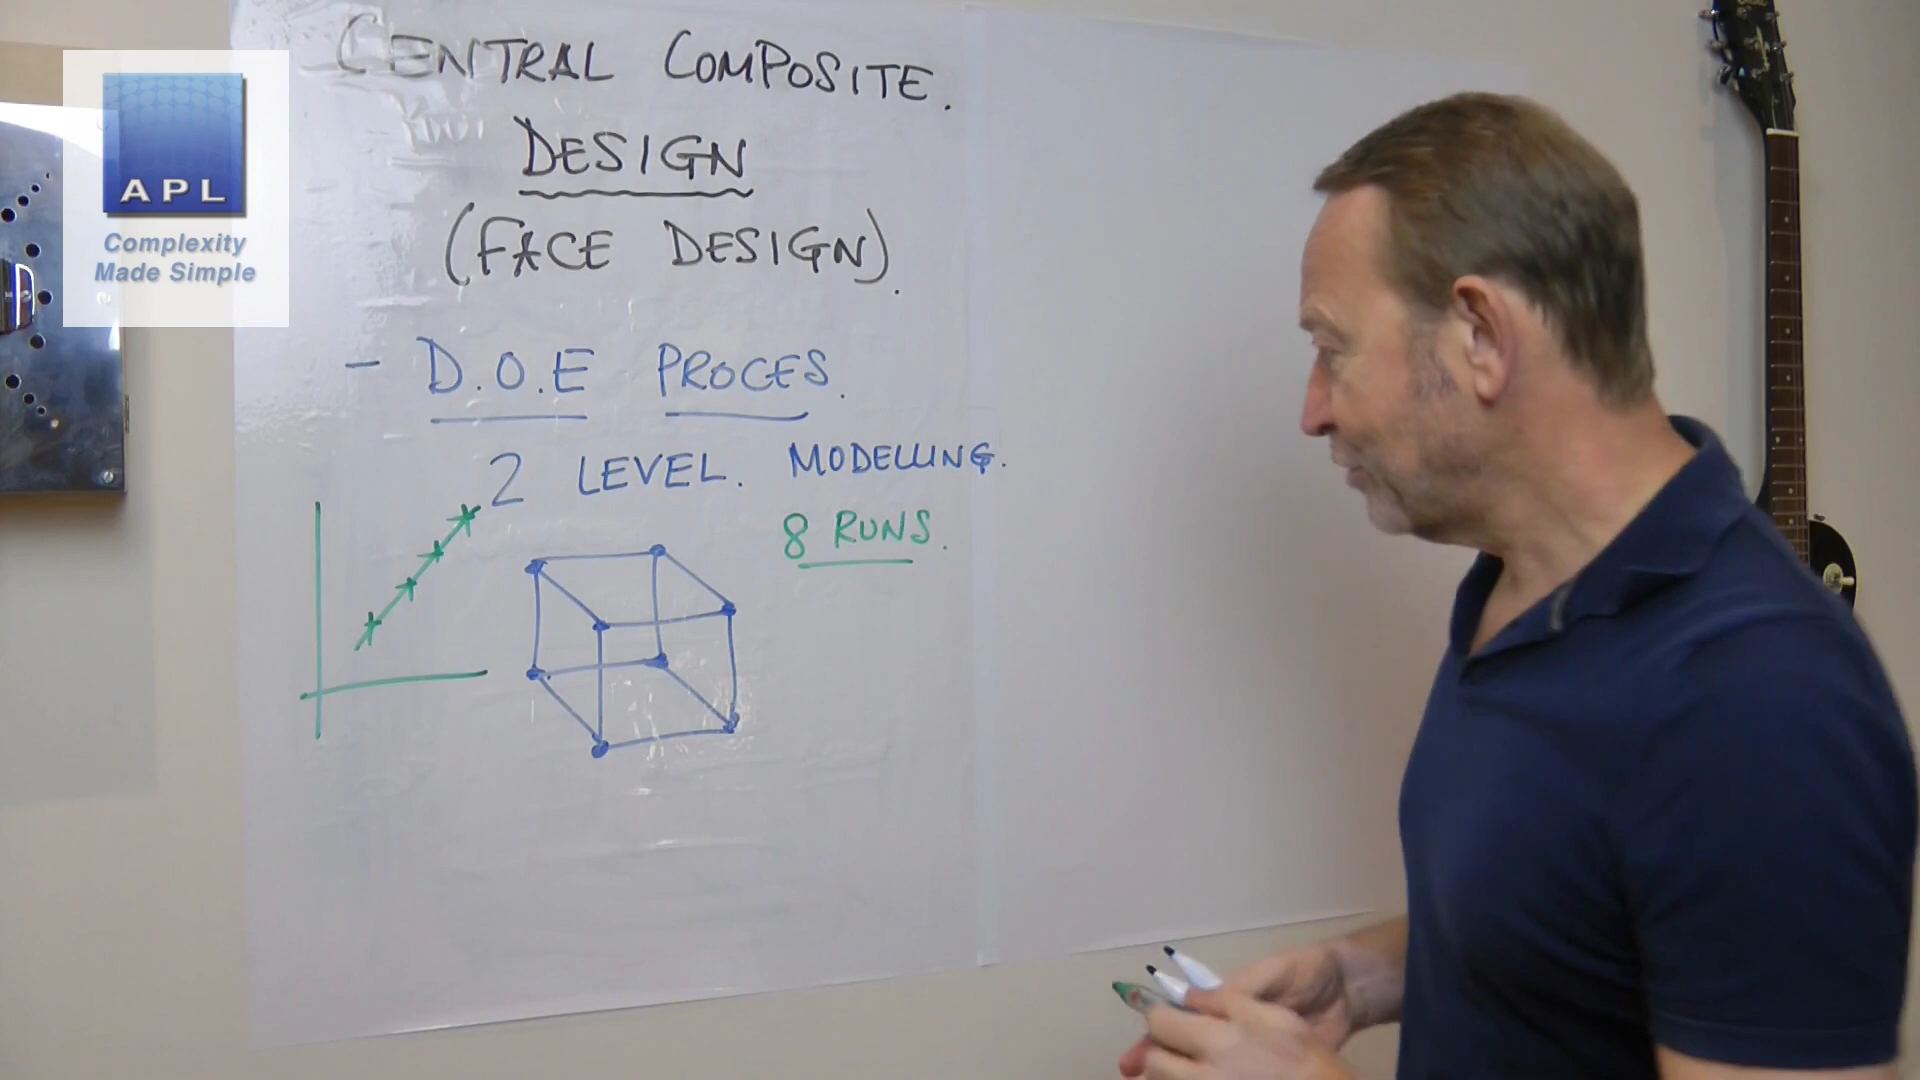 CENTRAL COMPOSITE.
DESIGN
(FACE DESIGN).
- D.O.E PROCES.
2 LEVEL. MODELLING.
8 RUNS.
APL
Complexity
Made Simple